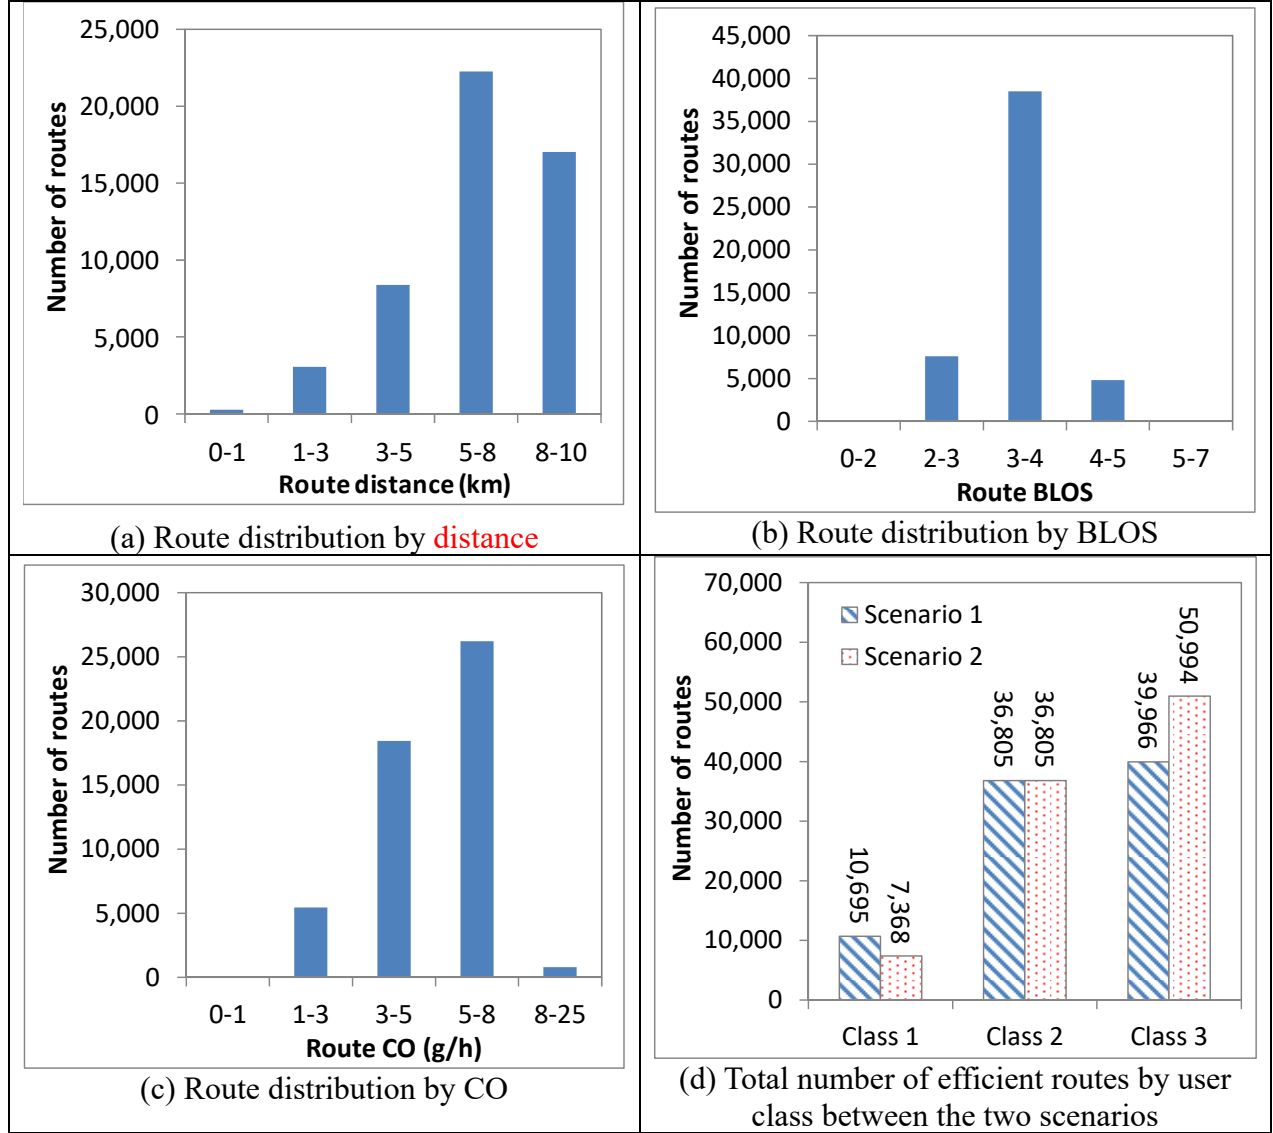 25,000
20,000
15,000
10,000
5,000
0
Number of routes
0-1 1-3 3-5 5-8 8-10
Route distance (km)
(a) Route distribution by distance
45,000
40,000
35,000
30,000
25,000
20,000
15,000
10,000
5,000
0
Number of routes
0-2 2-3 3-4 4-5 5-7
Route BLOS
(b) Route distribution by BLOS
30,000
25,000
20,000
15,000
10,000
5,000
0
Number of routes
0-1 1-3 3-5 5-8 8-25
Route CO (g/h)
(c) Route distribution by CO
70,000
60,000
50,000
40,000
30,000
20,000
10,000
0
Number of routes
Scenario 1
Scenario 2
10,695
7,368
36,805
36,805
39,966
50,994
Class 1 Class 2 Class 3
(d) Total number of efficient routes by user
class between the two scenarios